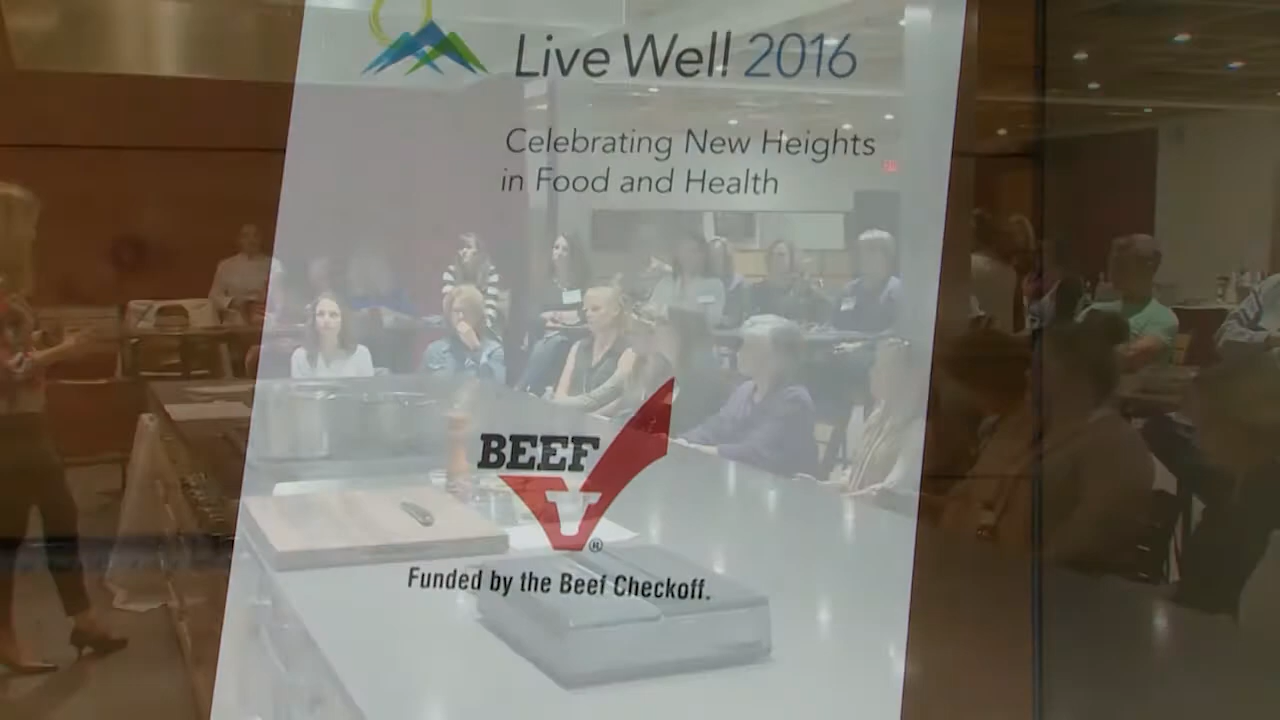 Live Well 2016
Celebrating New Heights
in Food and Health
BEEF
®
Funded by the Beef Checkoff.